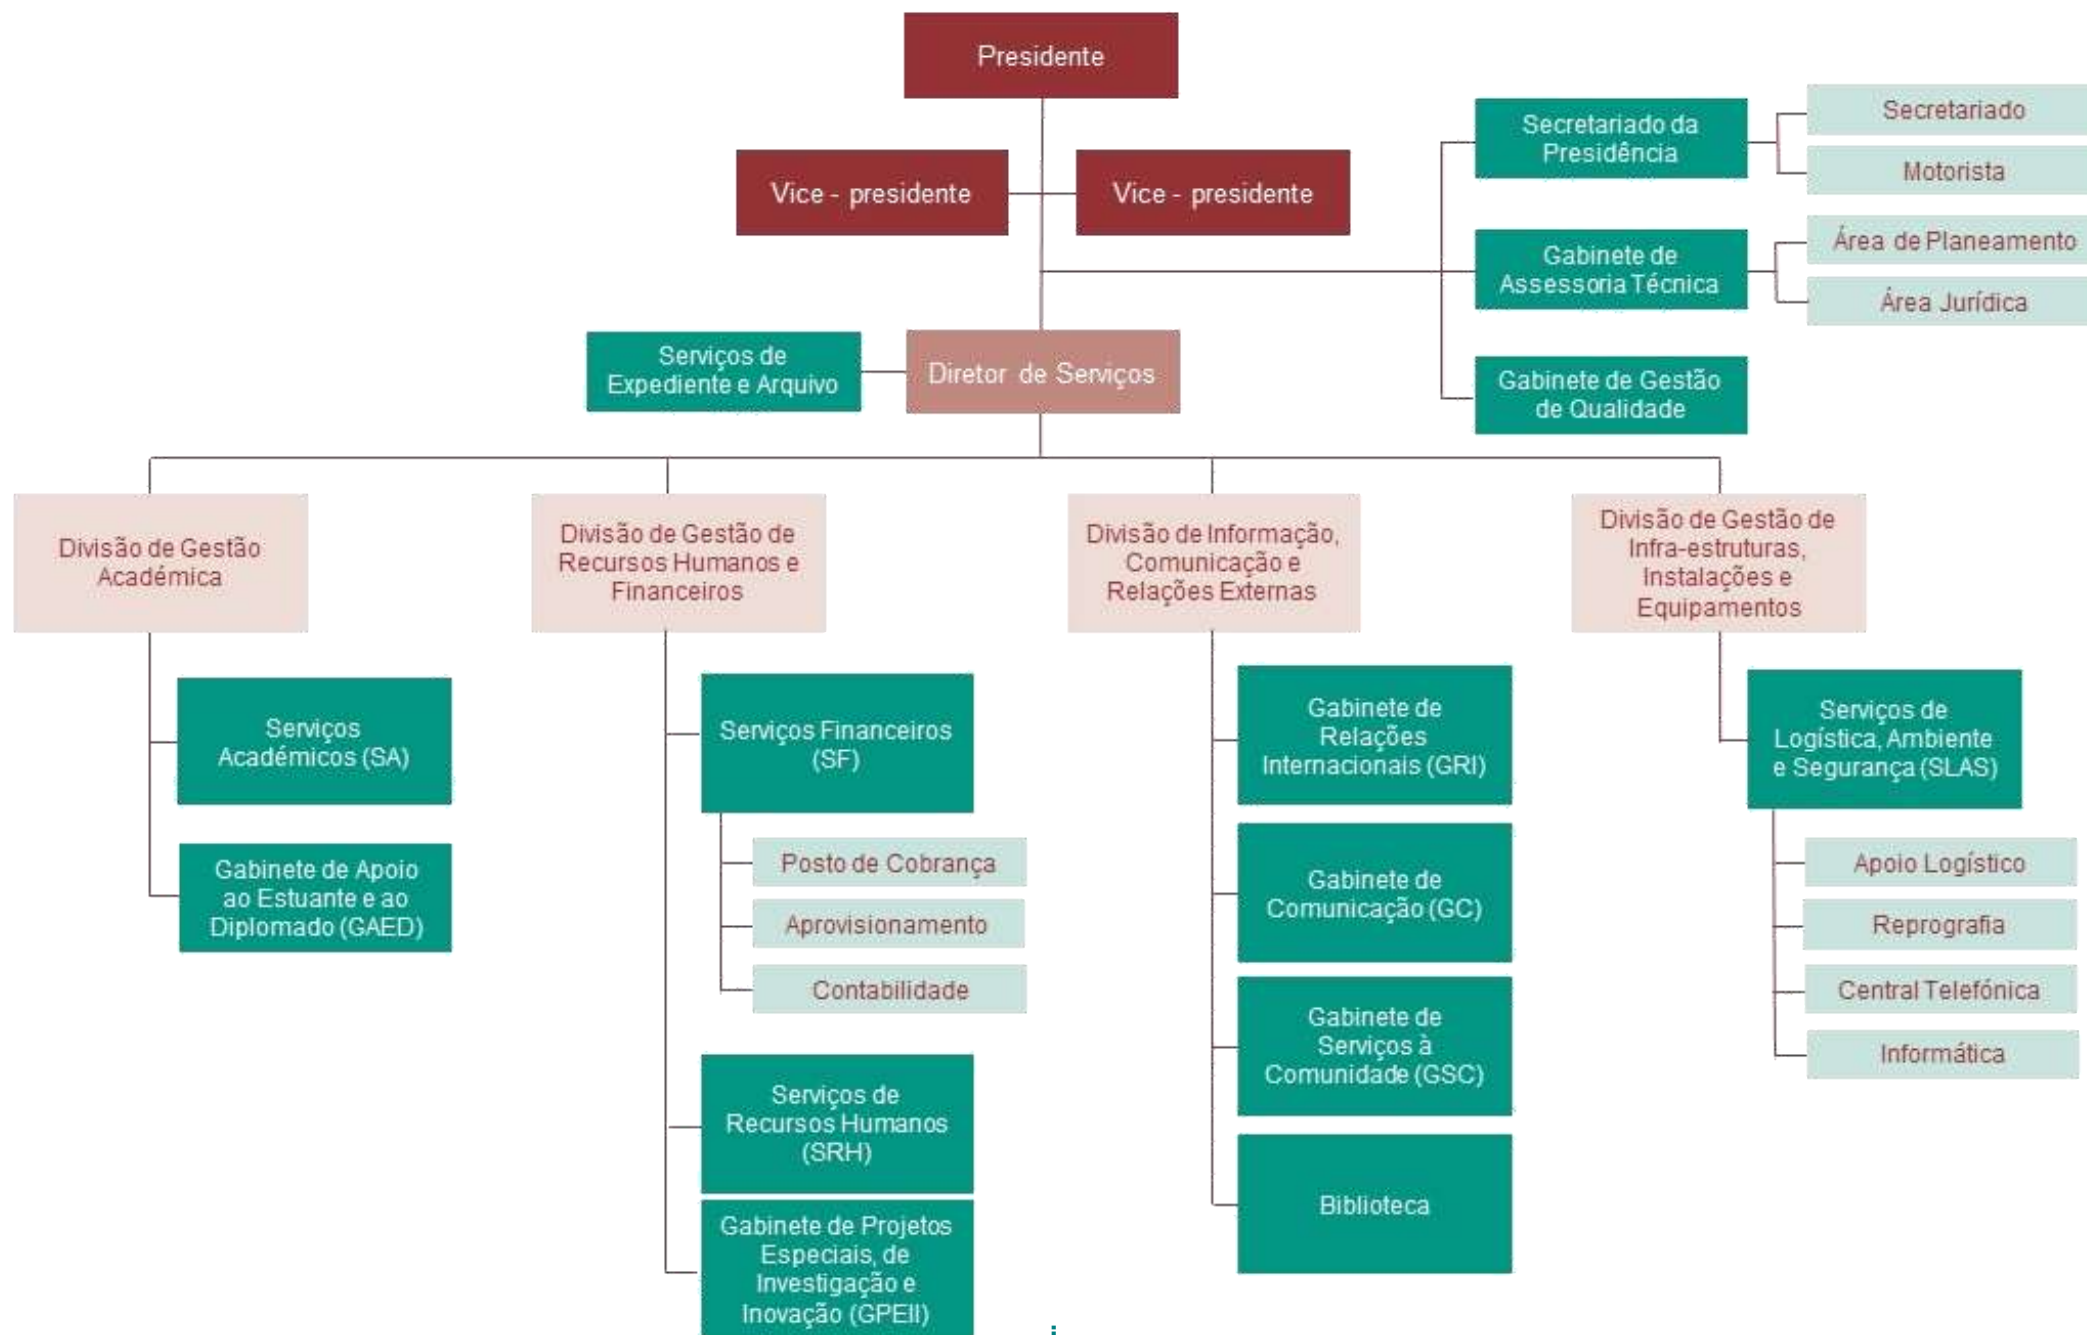 Presidente
Vice - presidente
Vice - presidente
Secretariado da
Presidência
Secretariado
Motorista
Gabinete de
Assessoria Técnica
Área de Planeamento
Área Jurídica
Gabinete de Gestão
de Qualidade
Serviços de
Expediente e Arquivo
Diretor de Serviços
Divisão de Gestão
Académica
Serviços
Académicos (SA)
Gabinete de Apoio
ao Estuante e ao
Diplomado (GAED)
Divisão de Gestão de
Recursos Humanos e
Financeiros
Serviços Financeiros
(SF)
Posto de Cobrança
Aprovisionamento
Contabilidade
Serviços de
Recursos Humanos
(SRH)
Gabinete de Projetos
Especiais, de
Investigação e
Inovação (GPEII)
Divisão de Informação,
Comunicação e
Relações Externas
Gabinete de
Relações
Internacionais (GRI)
Gabinete de
Comunicação (GC)
Gabinete de
Serviços à
Comunidade (GSC)
Biblioteca
Divisão de Gestão de
Infra-estruturas,
Instalações e
Equipamentos
Serviços de
Logística, Ambiente
e Segurança (SLAS)
Apoio Logístico
Reprografia
Central Telefónica
Informática